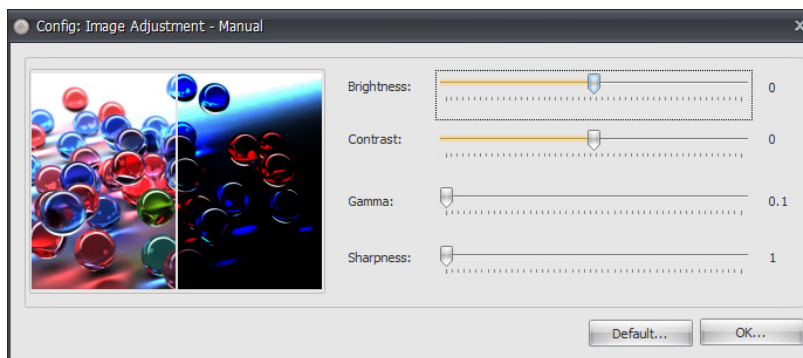 Config: Image Adjustment - Manual
x
Brightness:
0
Contrast:
0
Gamma:
0.1
Sharpness:
1
Default...
OK...